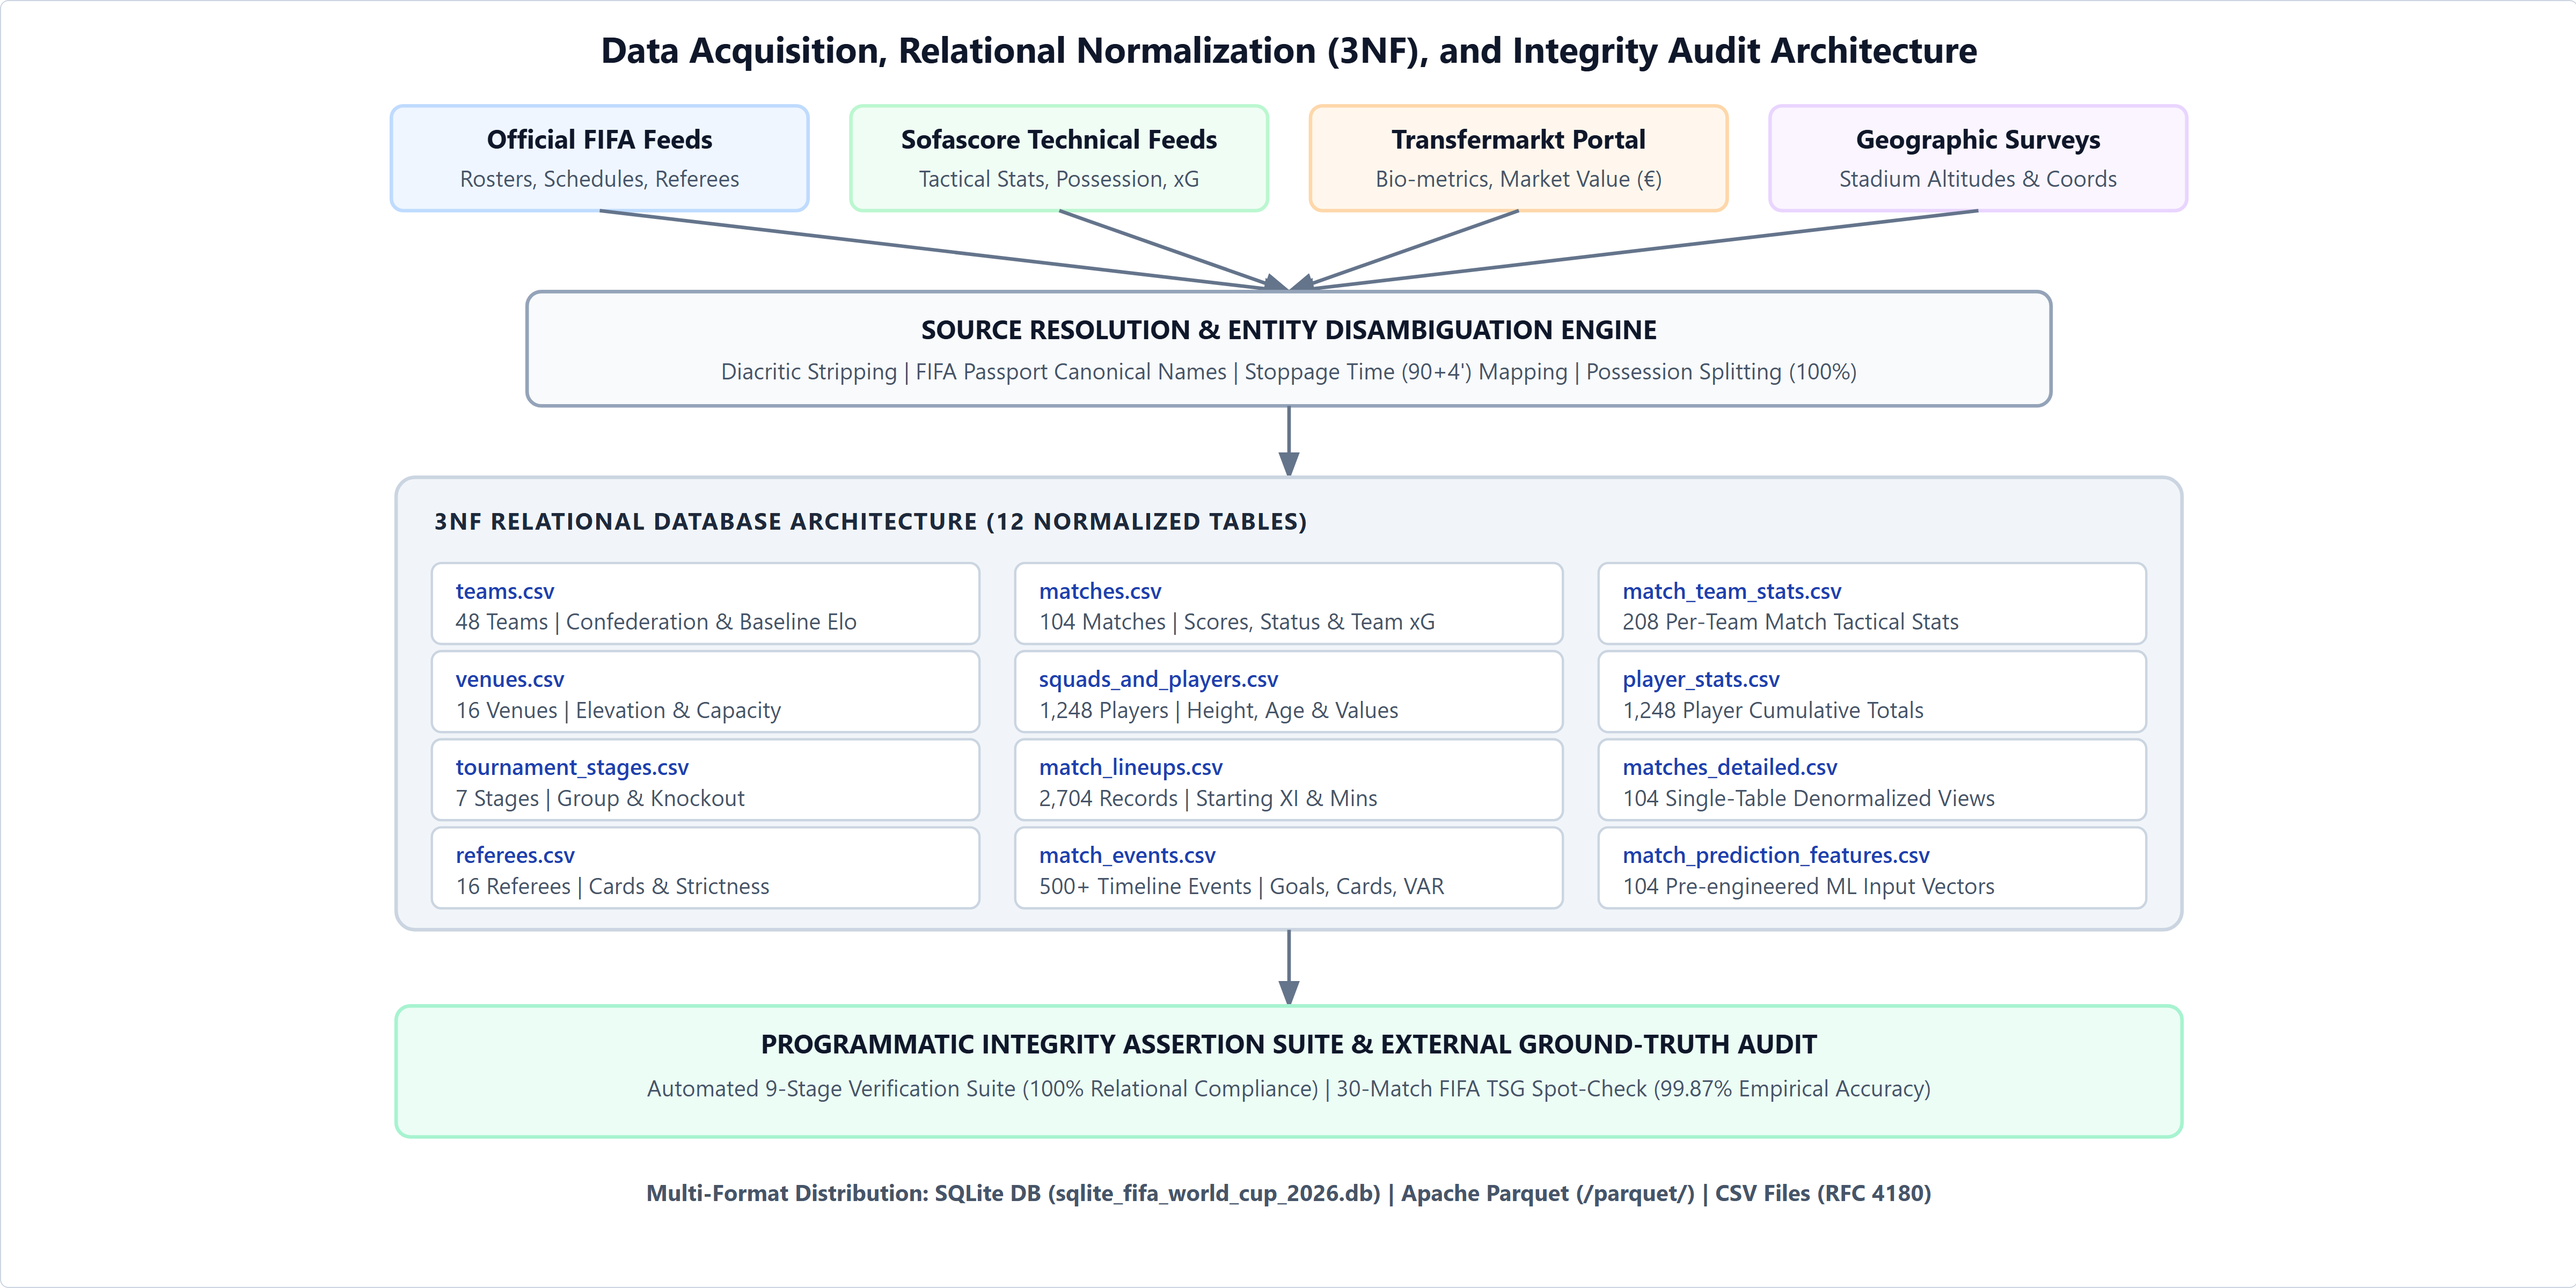 Data Acquisition, Relational Normalization (3NF), and Integrity Audit Architecture
Official FIFA Feeds
Rosters, Schedules, Referees
Sofascore Technical Feeds
Tactical Stats, Possession, xG
Transfermarkt Portal
Bio-metrics, Market Value (€)
Geographic Surveys
Stadium Altitudes & Coords
SOURCE RESOLUTION & ENTITY DISAMBIGUATION ENGINE
Diacritic Stripping | FIFA Passport Canonical Names | Stoppage Time (90+4') Mapping | Possession Splitting (100%)
3NF RELATIONAL DATABASE ARCHITECTURE (12 NORMALIZED TABLES)
teams.csv
48 Teams | Confederation & Baseline Elo
venues.csv
16 Venues | Elevation & Capacity
tournament_stages.csv
7 Stages | Group & Knockout
referees.csv
16 Referees | Cards & Strictness
matches.csv
104 Matches | Scores, Status & Team xG
squads_and_players.csv
1,248 Players | Height, Age & Values
match_lineups.csv
2,704 Records | Starting XI & Mins
match_events.csv
500+ Timeline Events | Goals, Cards, VAR
match_team_stats.csv
208 Per-Team Match Tactical Stats
player_stats.csv
1,248 Player Cumulative Totals
matches_detailed.csv
104 Single-Table Denormalized Views
match_prediction_features.csv
104 Pre-engineered ML Input Vectors
PROGRAMMATIC INTEGRITY ASSERTION SUITE & EXTERNAL GROUND-TRUTH AUDIT
Automated 9-Stage Verification Suite (100% Relational Compliance) | 30-Match FIFA TSG Spot-Check (99.87% Empirical Accuracy)
Multi-Format Distribution: SQLite DB (sqlite_fifa_world_cup_2026.db) | Apache Parquet (/parquet/) | CSV Files (RFC 4180)